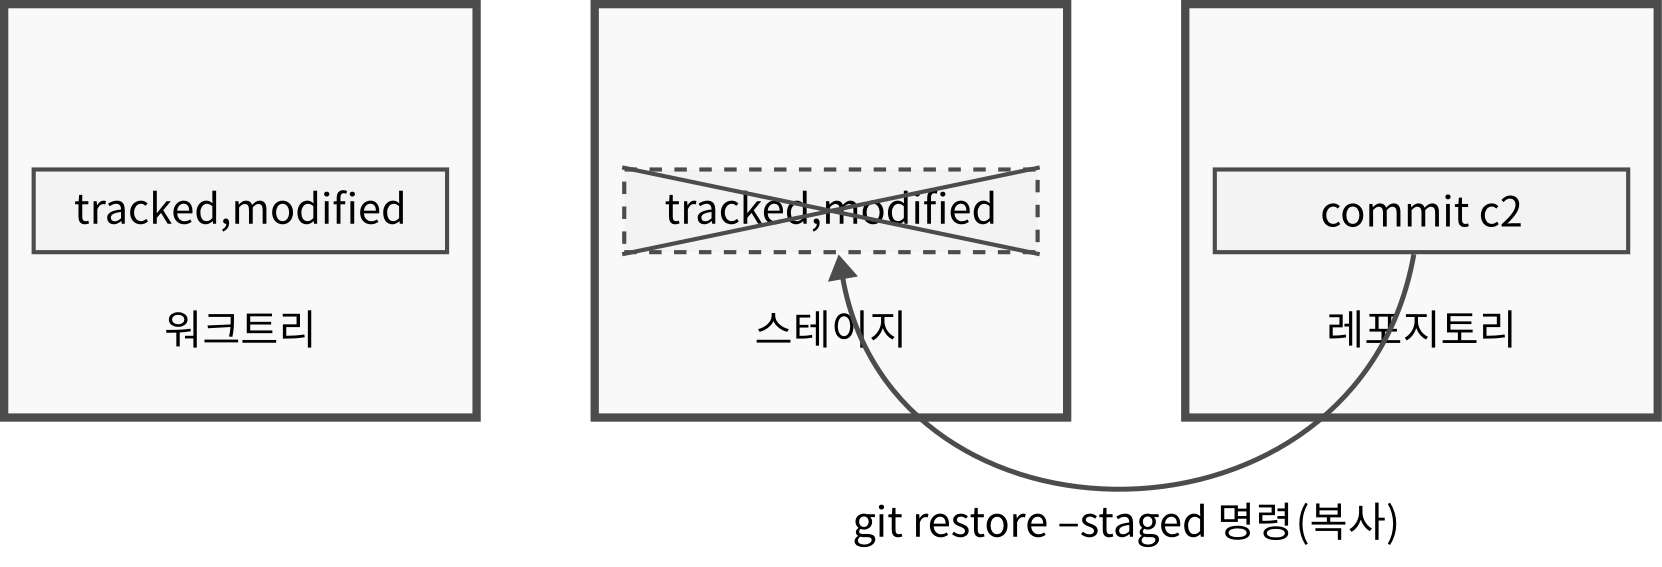 tracked,modified
워크트리
tracked,modified
스테이지
commit c2
레포지토리
git restore –staged 명령(복사)